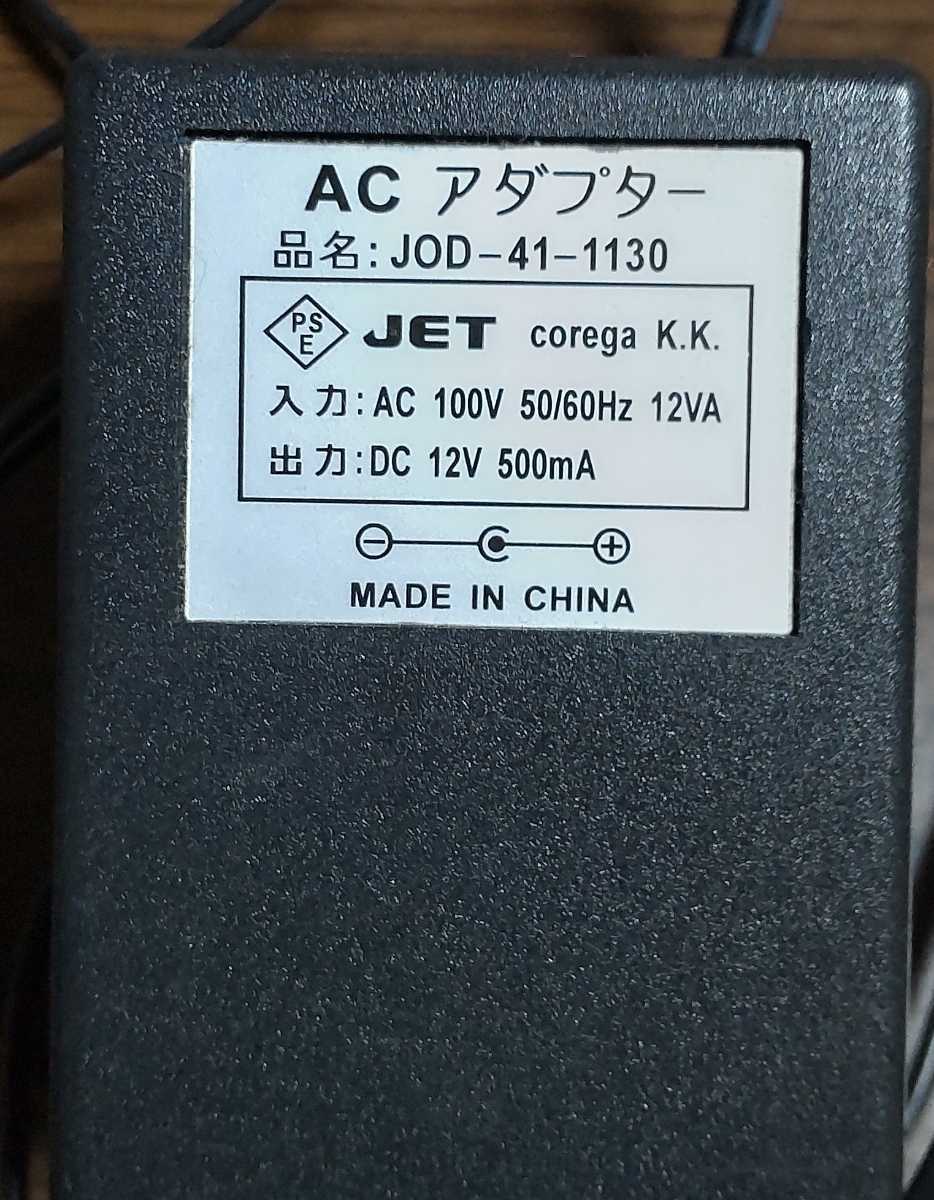 AC アダプター
品名:JOD-41-1130
PSE JET corega K.K.
入力:AC 100V 50/60Hz 12VA
出力:DC 12V 500mA
MADE IN CHINA